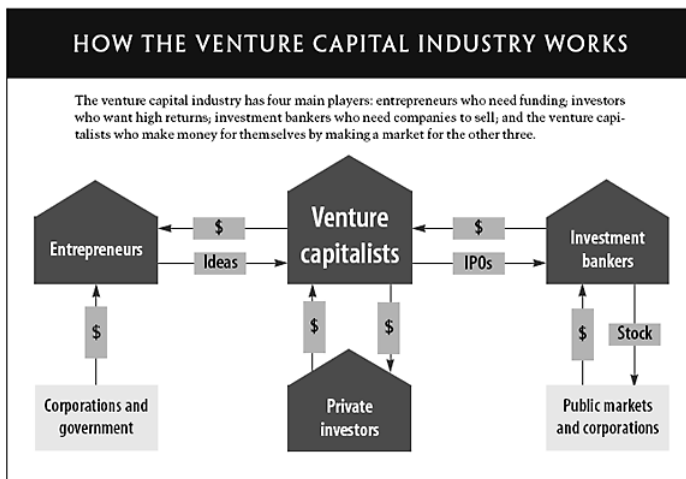 HOW THE VENTURE CAPITAL INDUSTRY WORKS
The venture capital industry has four main players: entrepreneurs who need funding; investors
who want high returns; investment bankers who need companies to sell; and the venture capi-
talists who make money for themselves by making a market for the other three.
Entrepreneurs
$
Ideas
Venture
capitalists
$
IPOs
Investment
bankers
$
$
$
$
Stock
Corporations and
government
Private
investors
Public markets
and corporations